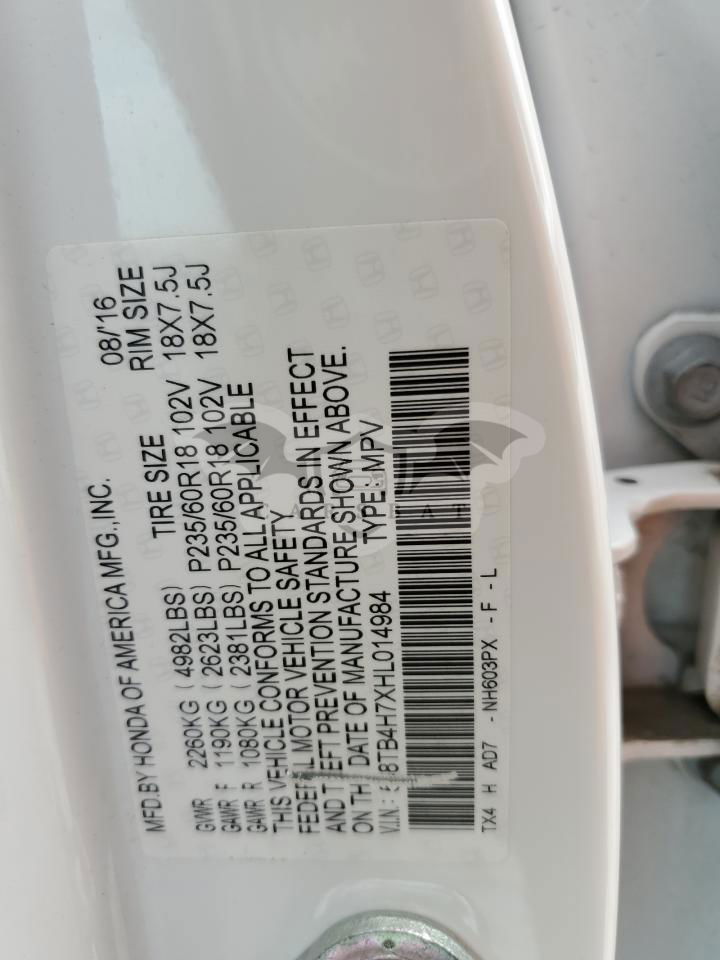 MFD.BY HONDA OF AMERICA MFG.,INC. 08/'16
TIRE SIZE RIM SIZE
GVWR 2260KG ( 4982LBS)
GAWR F 1190KG ( 2623LBS) P235/60R18 102V 18X7.5J
GAWR R 1080KG ( 2381LBS) P235/60R18 102V 18X7.5J
THIS VEHICLE CONFORMS TO ALL APPLICABLE
MOTOR VEHICLE SAFETY
AND PREVENTION STANDARDS IN EFFECT
ON DATE OF MANUFACTURE SHOWN ABOVE.
V.I.N.: 8TB4H7XHL014984 TYPE: MPV
TX4 H AD7 - NH603PX - F - L